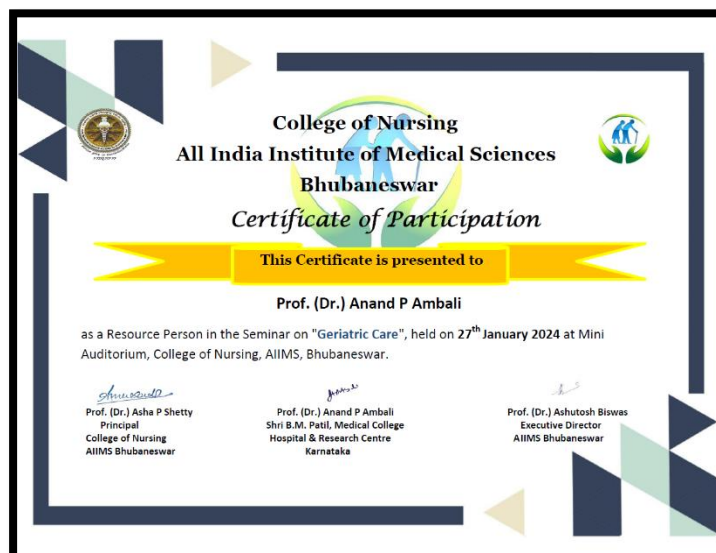 College of Nursing
All India Institute of Medical Sciences
Bhubaneswar
Certificate of Participation
This Certificate is presented to
Prof. (Dr.) Anand P Ambali
as a Resource Person in the Seminar on "Geriatric Care", held on 27th January 2024 at Mini
Auditorium, College of Nursing, AIIMS, Bhubaneswar.
Prof. (Dr.) Asha P Shetty
Principal
College of Nursing
AIIMS Bhubaneswar
Prof. (Dr.) Anand P Ambali
Shri B.M. Patil, Medical College
Hospital & Research Centre
Karnataka
Prof. (Dr.) Ashutosh Biswas
Executive Director
AIIMS Bhubaneswar